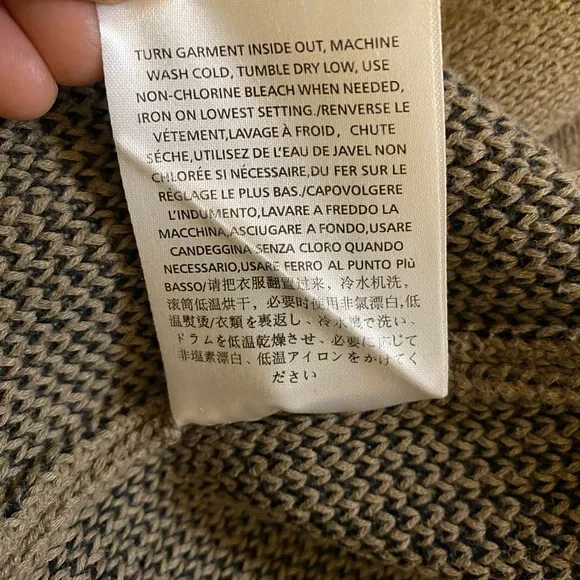 TURN GARMENT INSIDE OUT, MACHINE
WASH COLD, TUMBLE DRY LOW, USE
NON-CHLORINE BLEACH WHEN NEEDED,
IRON ON LOWEST SETTING./RENVERSE LE
VÉTEMENT,LAVAGE À FROID, CHUTE
SÉCHE,UTILISEZ DE L'EAU DE JAVEL NON
CHLORÉE SI NÉCESSAIRE,DU FER SUR LE
RÉGLAGE LE PLUS BAS./CAPOVOLGERE
L'INDUMENTO,LAVARE A FREDDO LA
MACCHINA,ASCIUGARE A FONDO,USARE
CANDEGGINA SENZA CLORO QUANDO
NECESSARIO,USARE FERRO AL PUNTO PIù
BASSO/请把衣服翻置过来，冷水机洗，
滚筒低温烘干，必要时使用非氯漂白,低
温熨烫/衣類を裏返し、冷水機で洗い、
ドラムを低温乾燥させ、必要に応じて
非塩素漂白、低温アイロンをかけてく
ださい